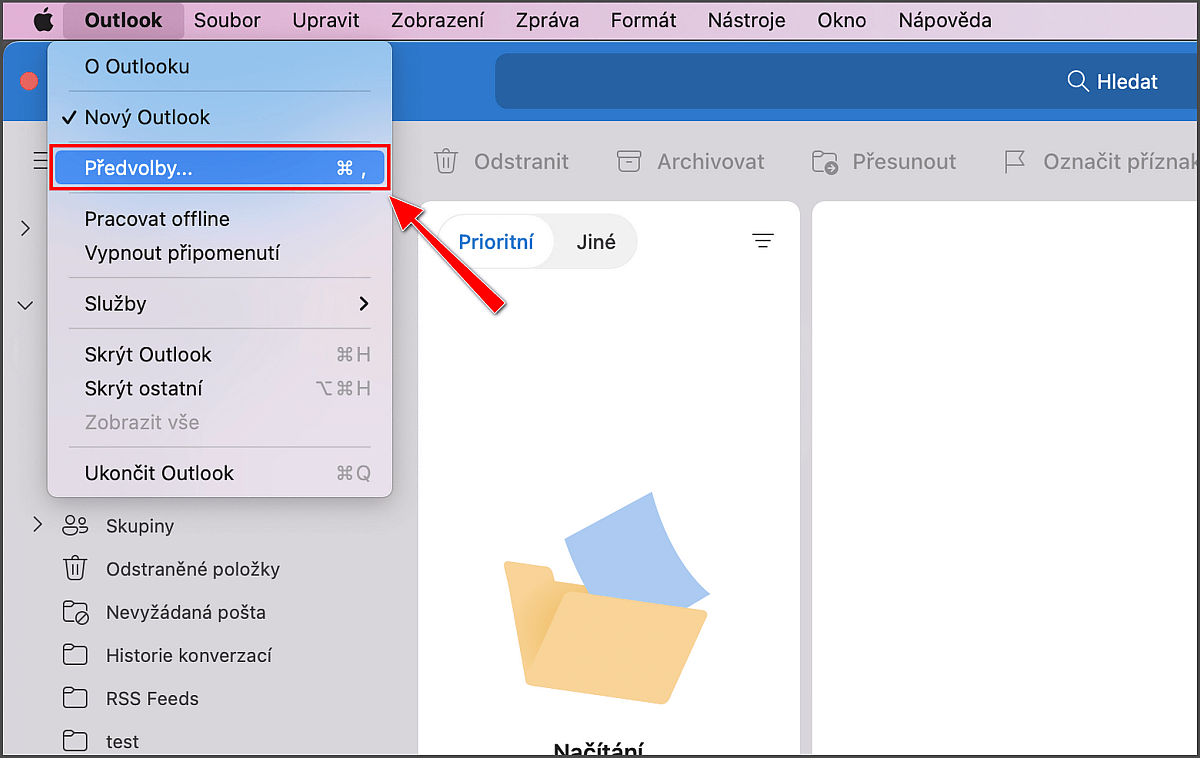 Outlook Soubor Upravit Zobrazení Zpráva Formát Nástroje Okno Nápověda
Hledat
O Outlooku
✓ Nový Outlook
Předvolby... ⌘ ,
Pracovat offline
Vypnout připomenutí
Služby
Skrýt Outlook ⌘H
Skrýt ostatní ⌥⌘H
Zobrazit vše
Ukončit Outlook ⌘Q
Odstranit Archivovat Přesunout Označit příznak
Prioritní Jiné
Skupiny
Odstraněné položky
Nevyžádaná pošta
Historie konverzací
RSS Feeds
test
Načítání